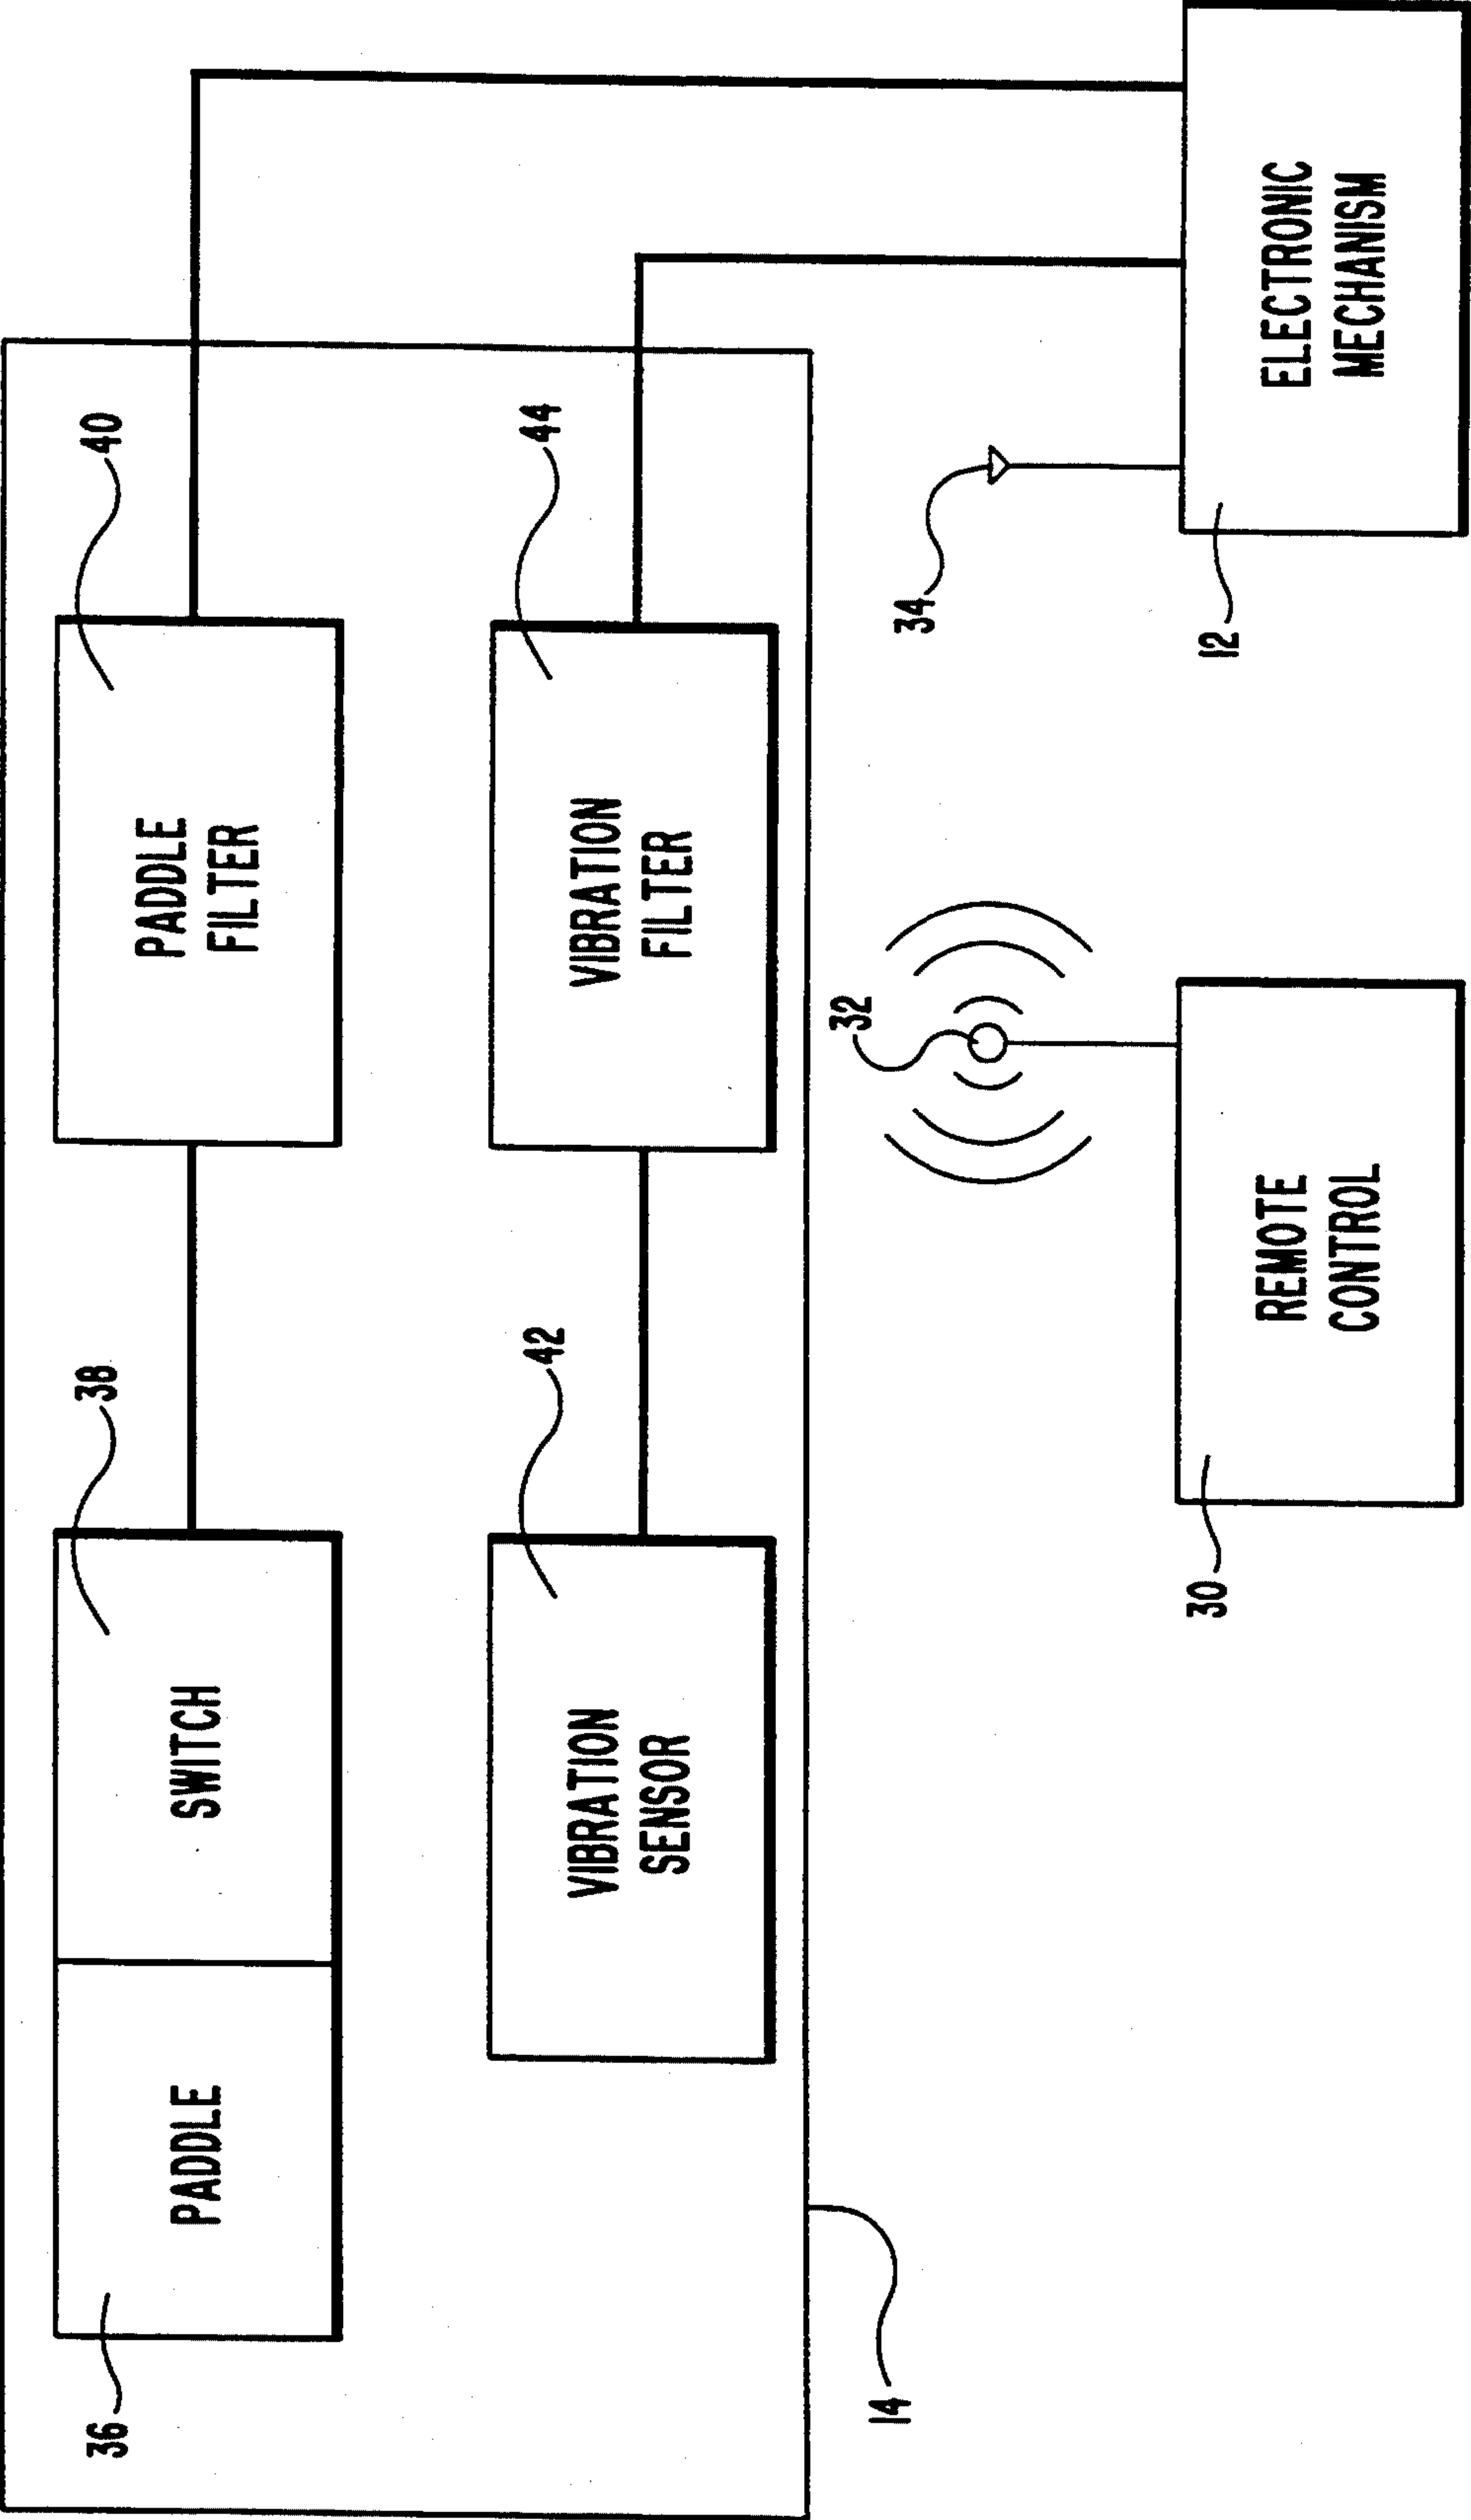 36
PADDLE
SWITCH
38
PADDLE
FILTER
40
VIBRATION
SENSOR
42
VIBRATION
FILTER
44
14
32
34
30
REMOTE
CONTROL
12
ELECTRONIC
MECHANISM